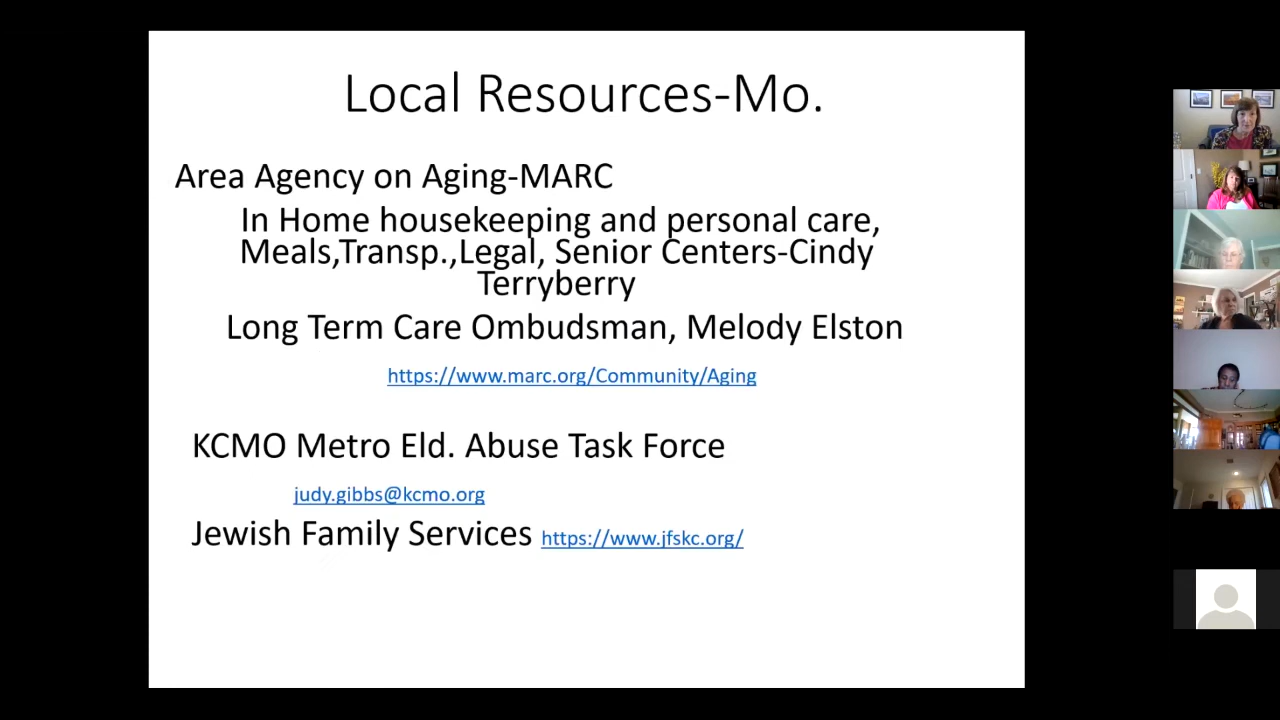 Local Resources-Mo.
Area Agency on Aging-MARC
In Home housekeeping and personal care,
Meals,Transp.,Legal, Senior Centers-Cindy
Terryberry
Long Term Care Ombudsman, Melody Elston
https://www.marc.org/Community/Aging
KCMO Metro Eld. Abuse Task Force
judy.gibbs@kcmo.org
Jewish Family Services https://www.jfskc.org/